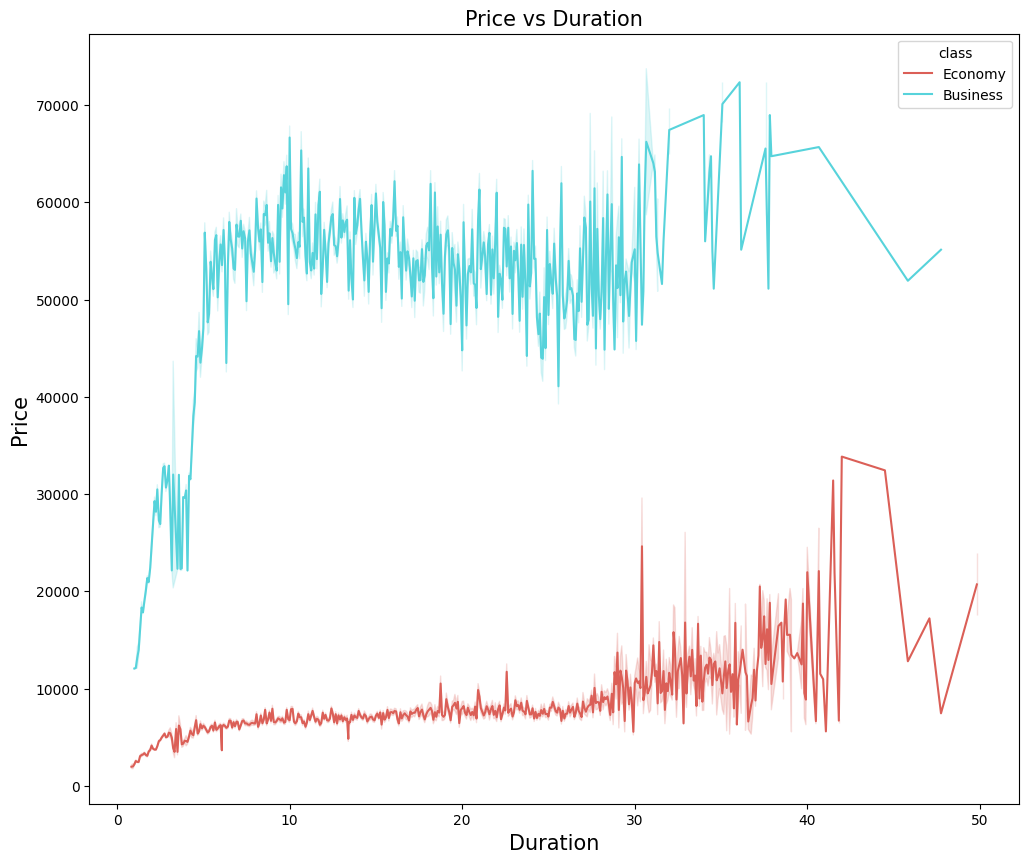 Price vs Duration
class
Economy
Business
70000
60000
50000
40000
30000
20000
10000
0
Price
0 10 20 30 40 50
Duration